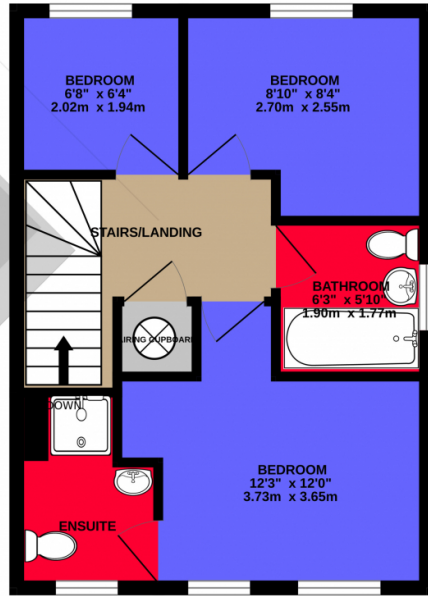 BEDROOM
6'8" x 6'4"
2.02m x 1.94m
BEDROOM
8'10" x 8'4"
2.70m x 2.55m
STAIRS/LANDING
BATHROOM
6'3" x 5'10"
1.90m x 1.77m
AIRING CUPBOARD
DOWN
BEDROOM
12'3" x 12'0"
3.73m x 3.65m
ENSUITE